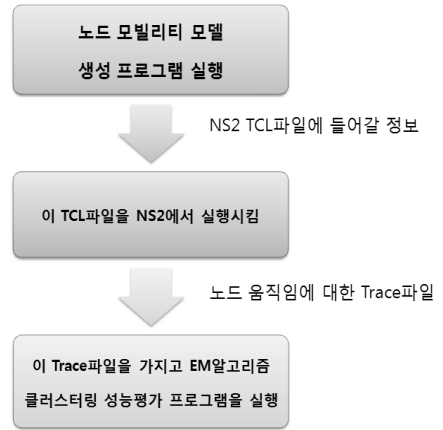 노드 모빌리티 모델
생성 프로그램 실행
NS2 TCL파일에 들어갈 정보
이 TCL파일을 NS2에서 실행시킴
노드 움직임에 대한 Trace파일
이 Trace파일을 가지고 EM알고리즘
클러스터링 성능평가 프로그램을 실행